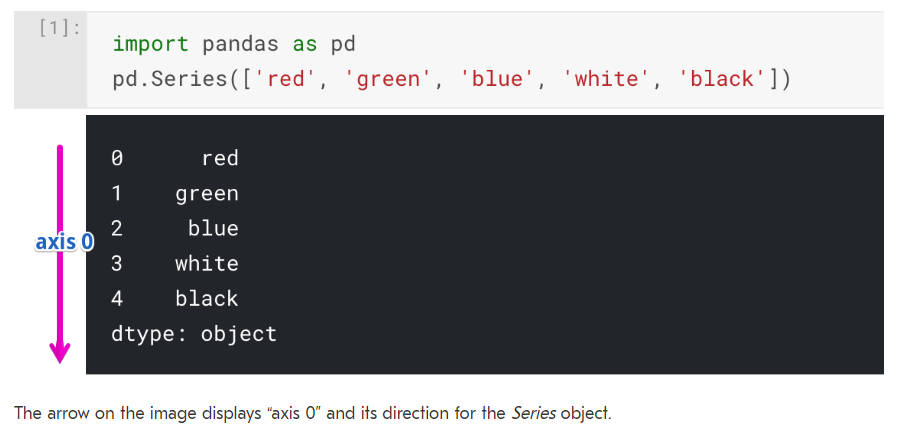 [1]:
import pandas as pd
pd.Series(['red', 'green', 'blue', 'white', 'black'])
0 red
1 green
2 blue
axis 0
3 white
4 black
dtype: object
The arrow on the image displays “axis 0” and its direction for the Series object.